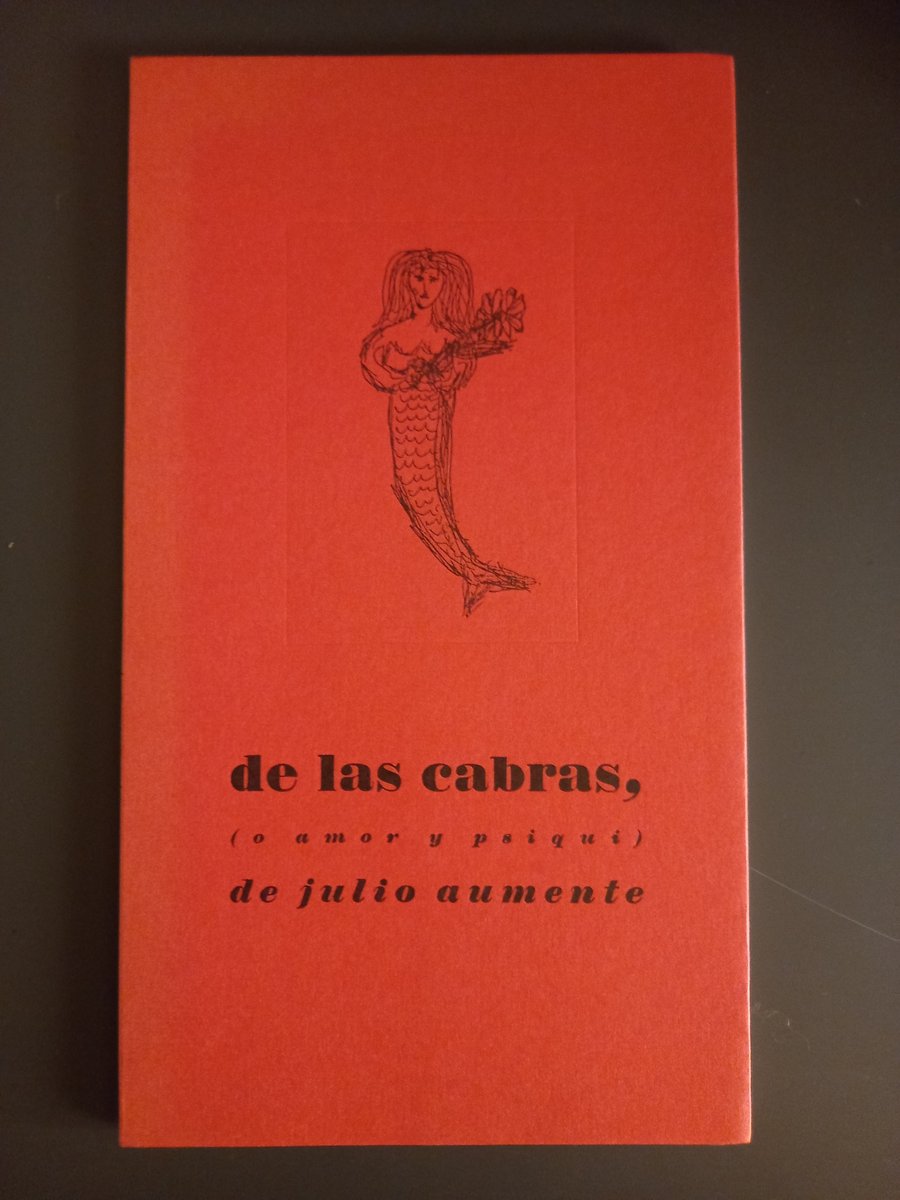 de las cabras,
(o amor y psiqui)
de julio aumente